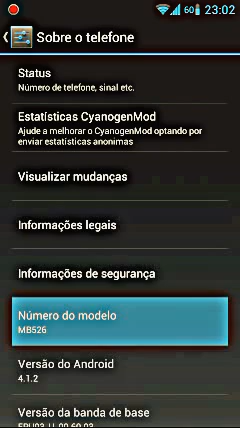 60 23:02
Sobre o telefone
Status
Número de telefone, sinal etc.
Estatísticas CyanogenMod
Ajude a melhorar o CyanogenMod optando por
enviar estatísticas anonimas
Visualizar mudanças
Informações legais
Informações de segurança
Número do modelo
MB526
Versão do Android
4.1.2
Versão da banda de base